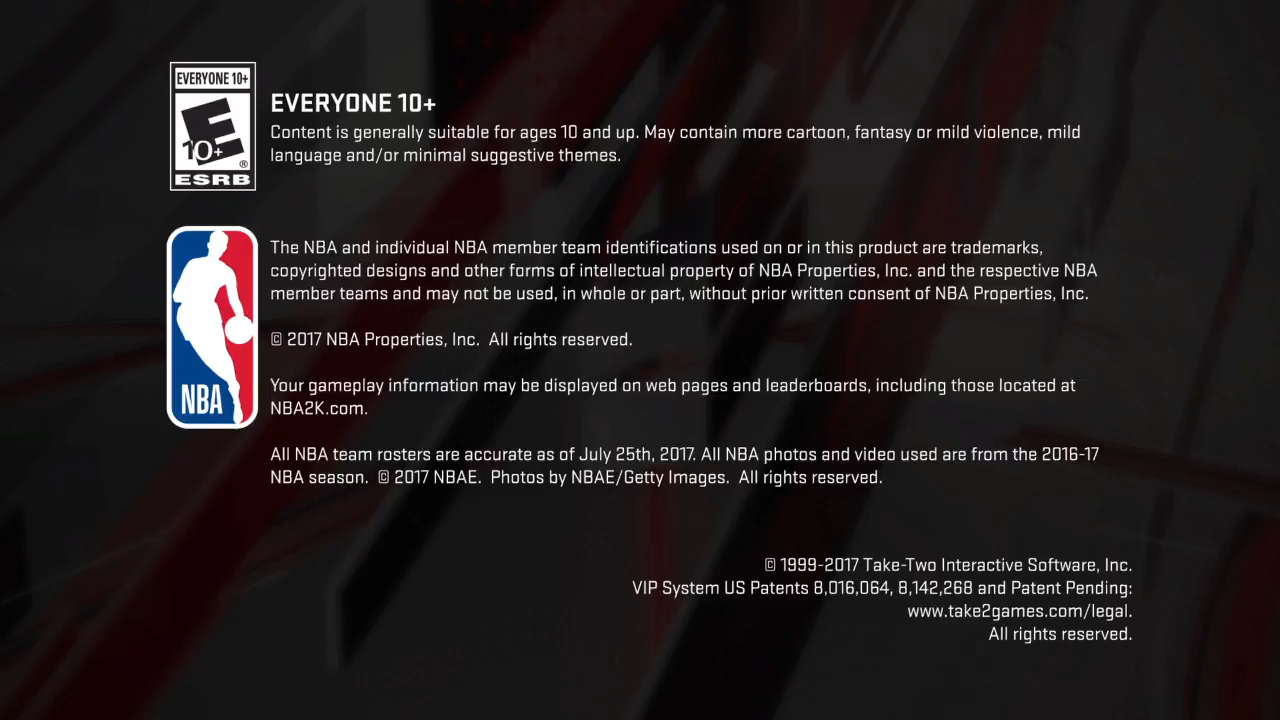 EVERYONE 10+
E
10+
®
ESRB
EVERYONE 10+
Content is generally suitable for ages 10 and up. May contain more cartoon, fantasy or mild violence, mild
language and/or minimal suggestive themes.
NBA
The NBA and individual NBA member team identifications used on or in this product are trademarks,
copyrighted designs and other forms of intellectual property of NBA Properties, Inc. and the respective NBA
member teams and may not be used, in whole or part, without prior written consent of NBA Properties, Inc.
© 2017 NBA Properties, Inc. All rights reserved.
Your gameplay information may be displayed on web pages and leaderboards, including those located at
NBA2K.com.
All NBA team rosters are accurate as of July 25th, 2017. All NBA photos and video used are from the 2016-17
NBA season. © 2017 NBAE. Photos by NBAE/Getty Images. All rights reserved.
© 1999-2017 Take-Two Interactive Software, Inc.
VIP System US Patents 8,016,064, 8,142,268 and Patent Pending:
www.take2games.com/legal.
All rights reserved.